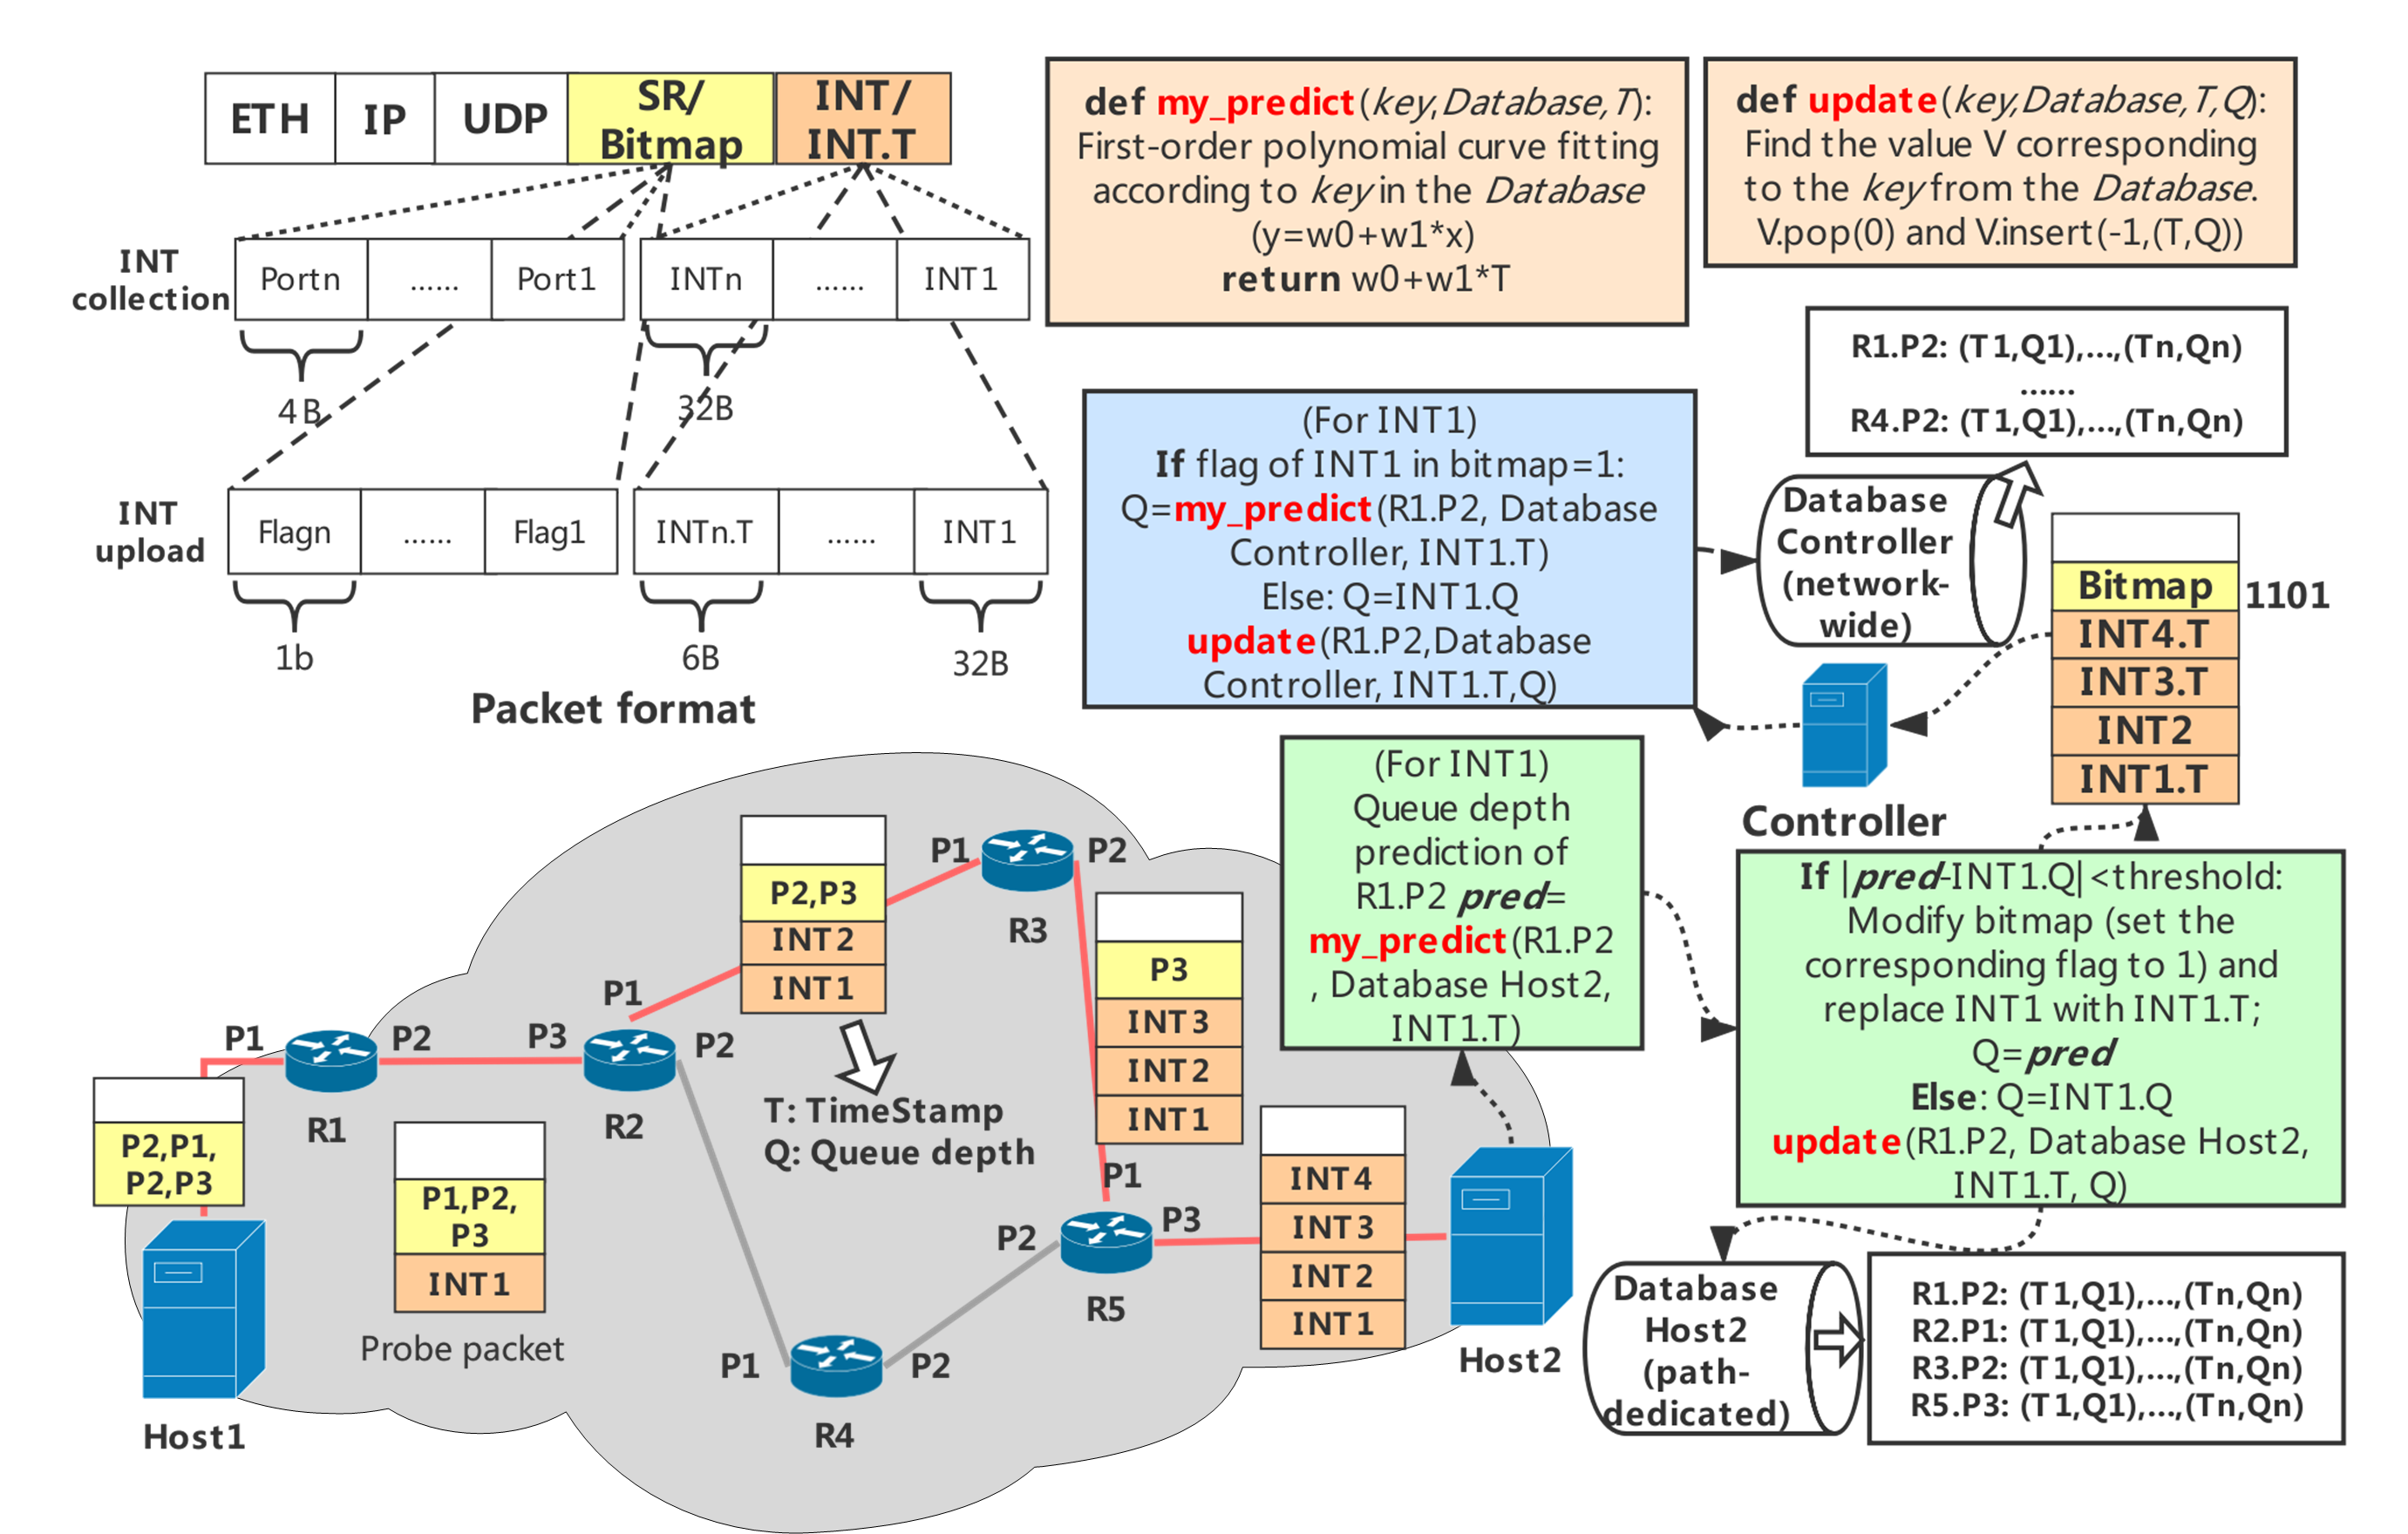 ETH
IP
UDP
SR/
Bitmap
INT/
INT.T
INT
collection
Portn
......
Port1
INTn
......
INT1
4B
32B
INT
upload
Flagn
......
Flag1
INTn.T
......
INT1
1b
6B
32B
Packet format
def my_predict(key,Database,T):
First-order polynomial curve fitting
according to key in the Database
(y=w0+w1*x)
return w0+w1*T
def update(key,Database,T,Q):
Find the value V corresponding
to the key from the Database.
V.pop(0) and V.insert(-1,(T,Q))
R1.P2: (T1,Q1),...,(Tn,Qn)
......
R4.P2: (T1,Q1),...,(Tn,Qn)
(For INT1)
If flag of INT1 in bitmap=1:
Q=my_predict(R1.P2, Database
Controller, INT1.T)
Else: Q=INT1.Q
update(R1.P2,Database
Controller, INT1.T,Q)
Database
Controller
(network-
wide)
Bitmap
1101
INT4.T
INT3.T
INT2
INT1.T
Controller
(For INT1)
Queue depth
prediction of
R1.P2 pred=
my_predict(R1.P2
, Database Host2,
INT1.T)
If |pred-INT1.Q|<threshold:
Modify bitmap (set the
corresponding flag to 1) and
replace INT1 with INT1.T;
Q=pred
Else: Q=INT1.Q
update(R1.P2, Database Host2,
INT1.T, Q)
Database
Host2
(path-
dedicated)
R1.P2: (T1,Q1),...,(Tn,Qn)
R2.P1: (T1,Q1),...,(Tn,Qn)
R3.P2: (T1,Q1),...,(Tn,Qn)
R5.P3: (T1,Q1),...,(Tn,Qn)
P2,P3
INT2
INT1
P1
P2
R3
P3
INT3
INT2
INT1
P1
P1
P2
R1
P3
P2
R2
T: TimeStamp
Q: Queue depth
P2,P1,
P2,P3
Host1
P1,P2,
P3
INT1
Probe packet
P1
P2
P3
R5
INT4
INT3
INT2
INT1
Host2
P1
P2
R4